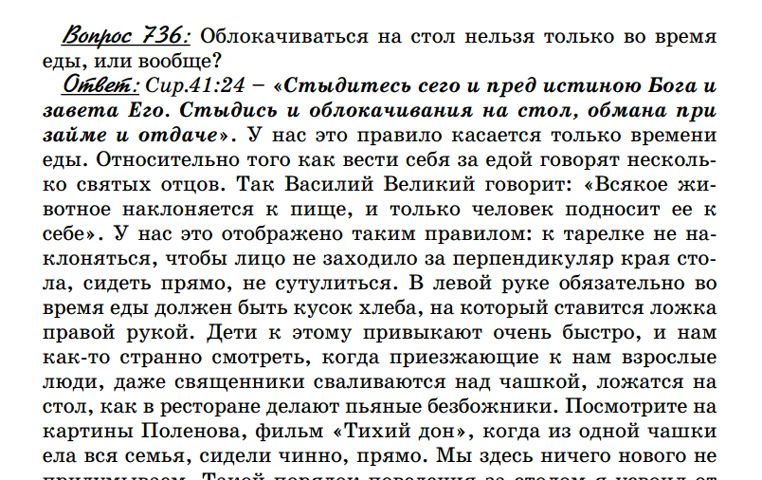 Вопрос 736: Облокачиваться на стол нельзя только во время
еды, или вообще?
Ответ: Сир.41:24 – «Стыдитесь сего и пред истиною Бога и
завета Его. Стыдись и облокачивания на стол, обмана при
займе и отдаче». У нас это правило касается только времени
еды. Относительно того как вести себя за едой говорят несколь-
ко святых отцов. Так Василий Великий говорит: «Всякое жи-
вотное наклоняется к пище, и только человек подносит ее к
себе». У нас это отображено таким правилом: к тарелке не на-
клоняться, чтобы лицо не заходило за перпендикуляр края сто-
ла, сидеть прямо, не сутулиться. В левой руке обязательно во
время еды должен быть кусок хлеба, на который ставится ложка
правой рукой. Дети к этому привыкают очень быстро, и нам
как-то странно смотреть, когда приезжающие к нам взрослые
люди, даже священники сваливаются над чашкой, ложатся на
стол, как в ресторане делают пьяные безбожники. Посмотрите на
картины Поленова, фильм «Тихий дон», когда из одной чашки
ела вся семья, сидели чинно, прямо. Мы здесь ничего нового не
придумываем. Такой порядок поведения за столом я усвоил от